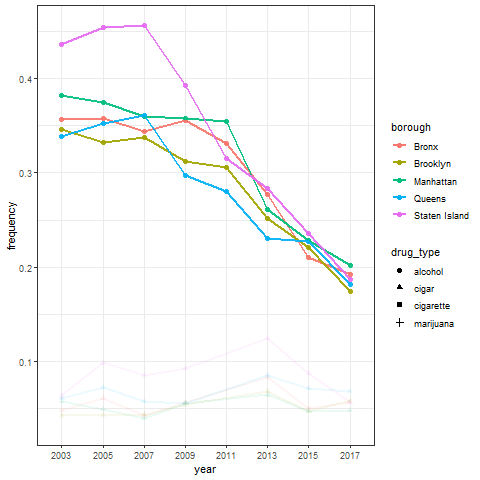 frequency
0.4
0.3
0.2
0.1
2003 2005 2007 2009 2011 2013 2015 2017
year
borough
Bronx
Brooklyn
Manhattan
Queens
Staten Island
drug_type
alcohol
cigar
cigarette
marijuana